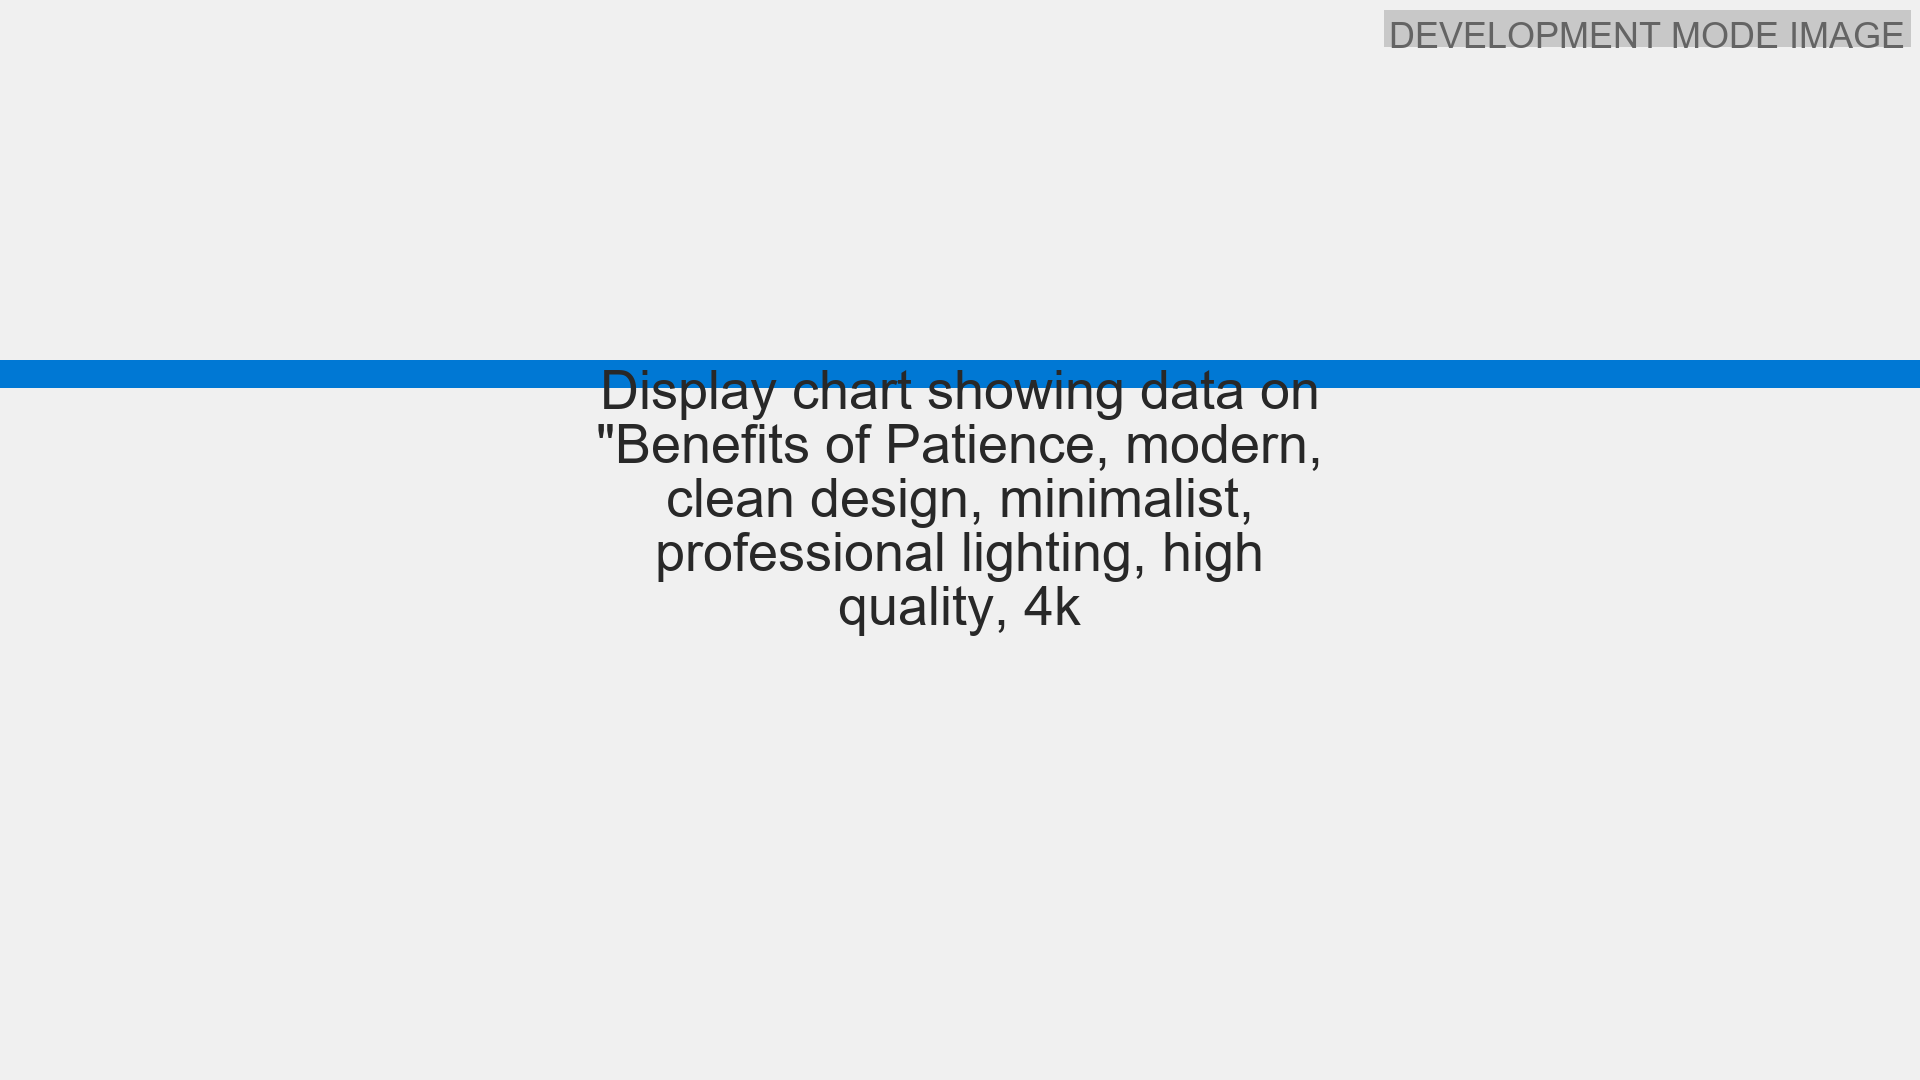 DEVELOPMENT MODE IMAGE
Display chart showing data on
"Benefits of Patience, modern,
clean design, minimalist,
professional lighting, high
quality, 4k